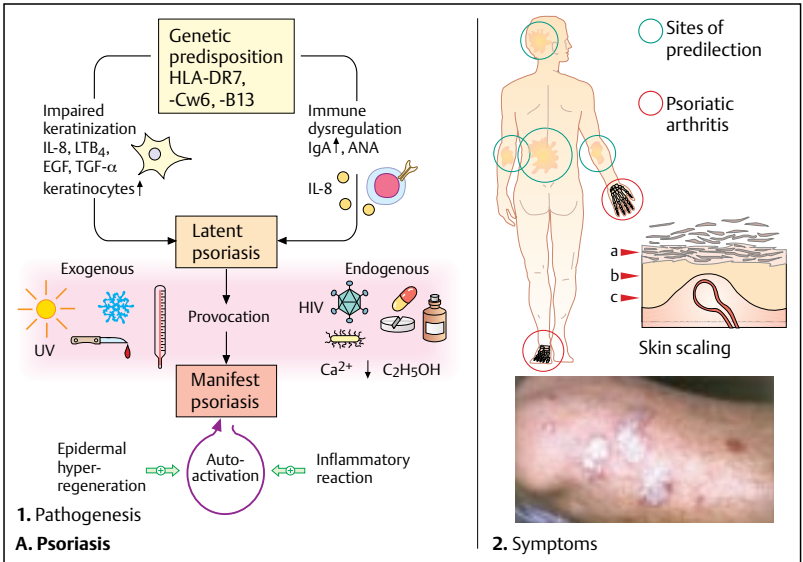 Genetic
predisposition
HLA-DR7,
-Cw6, -B13
Impaired
keratinization
IL-8, LTB₄,
EGF, TGF-α
keratinocytes↑
Immune
dysregulation
IgA↑, ANA
IL-8
Latent
psoriasis
Exogenous
Endogenous
UV
Provocation
HIV
Ca²⁺ ↓ C₂H₅OH
Manifest
psoriasis
Epidermal
hyper-
regeneration
Auto-
activation
Inflammatory
reaction
1. Pathogenesis
A. Psoriasis
Sites of
predilection
Psoriatic
arthritis
a
b
c
Skin scaling
2. Symptoms